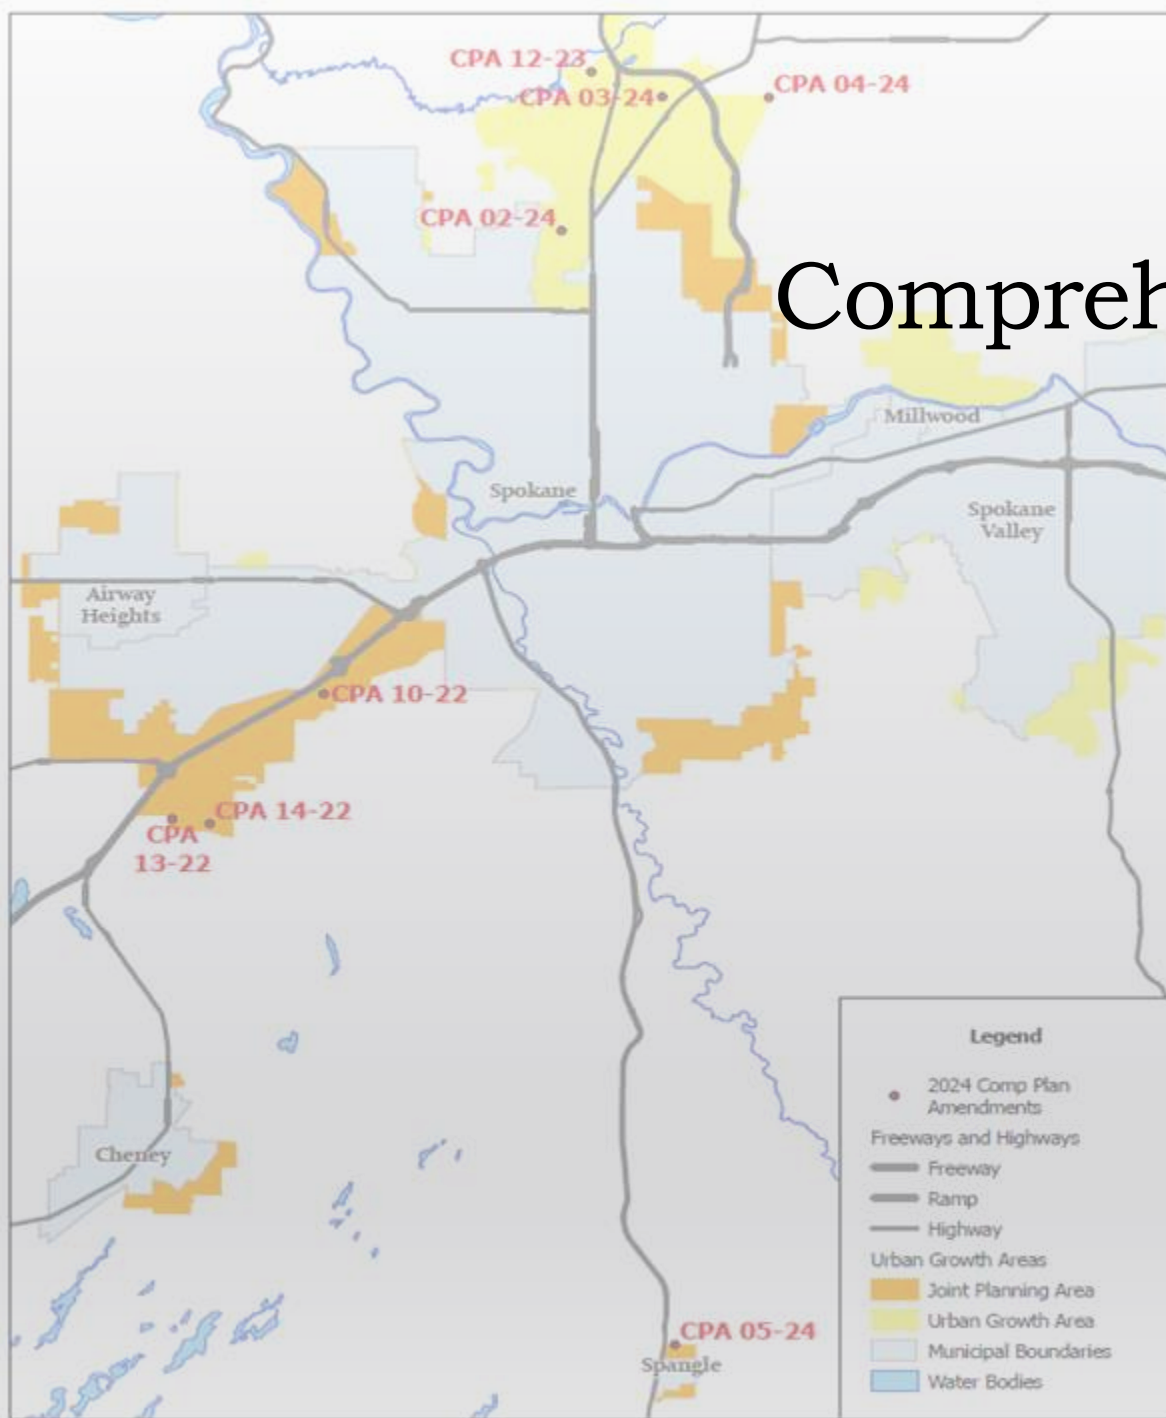 CPA 12-23
CPA 03-24
CPA 04-24
CPA 02-24
Compreh
Millwood
Spokane
Spokane
Valley
Airway
Heights
CPA 10-22
CPA 14-22
CPA
13-22
Legend
2024 Comp Plan
Amendments
Freeways and Highways
Freeway
Ramp
Highway
Urban Growth Areas
Joint Planning Area
Urban Growth Area
Municipal Boundaries
Water Bodies
Cheney
CPA 05-24
Spangle